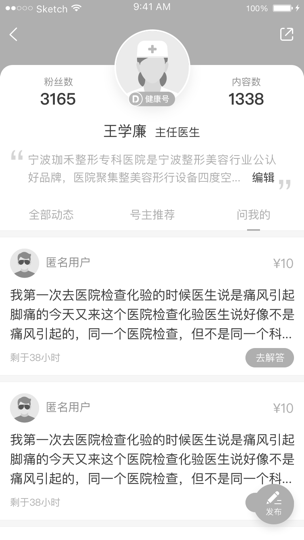 Sketch
9:41 AM
100%
粉丝数
3165
内容数
1338
D 健康号
王学廉 主任医生
宁波珈禾整形专科医院是宁波整形美容行业公认
好品牌，医院聚集整美容形行设备四度空... 编辑
全部动态
号主推荐
问我的
匿名用户
¥10
我第一次去医院检查化验的时候医生说是痛风引起
脚痛的今天又来这个医院医生说好像不是
痛风引起的，同一个医院检查，但不是同一个科...
剩于38小时
去解答
匿名用户
¥10
我第一次去医院检查化验的时候医生说是痛风引起
脚痛的今天又来这个医院医生说好像不是
痛风引起的，同一个医院检查，但不是同一个科...
剩于38小时
发布